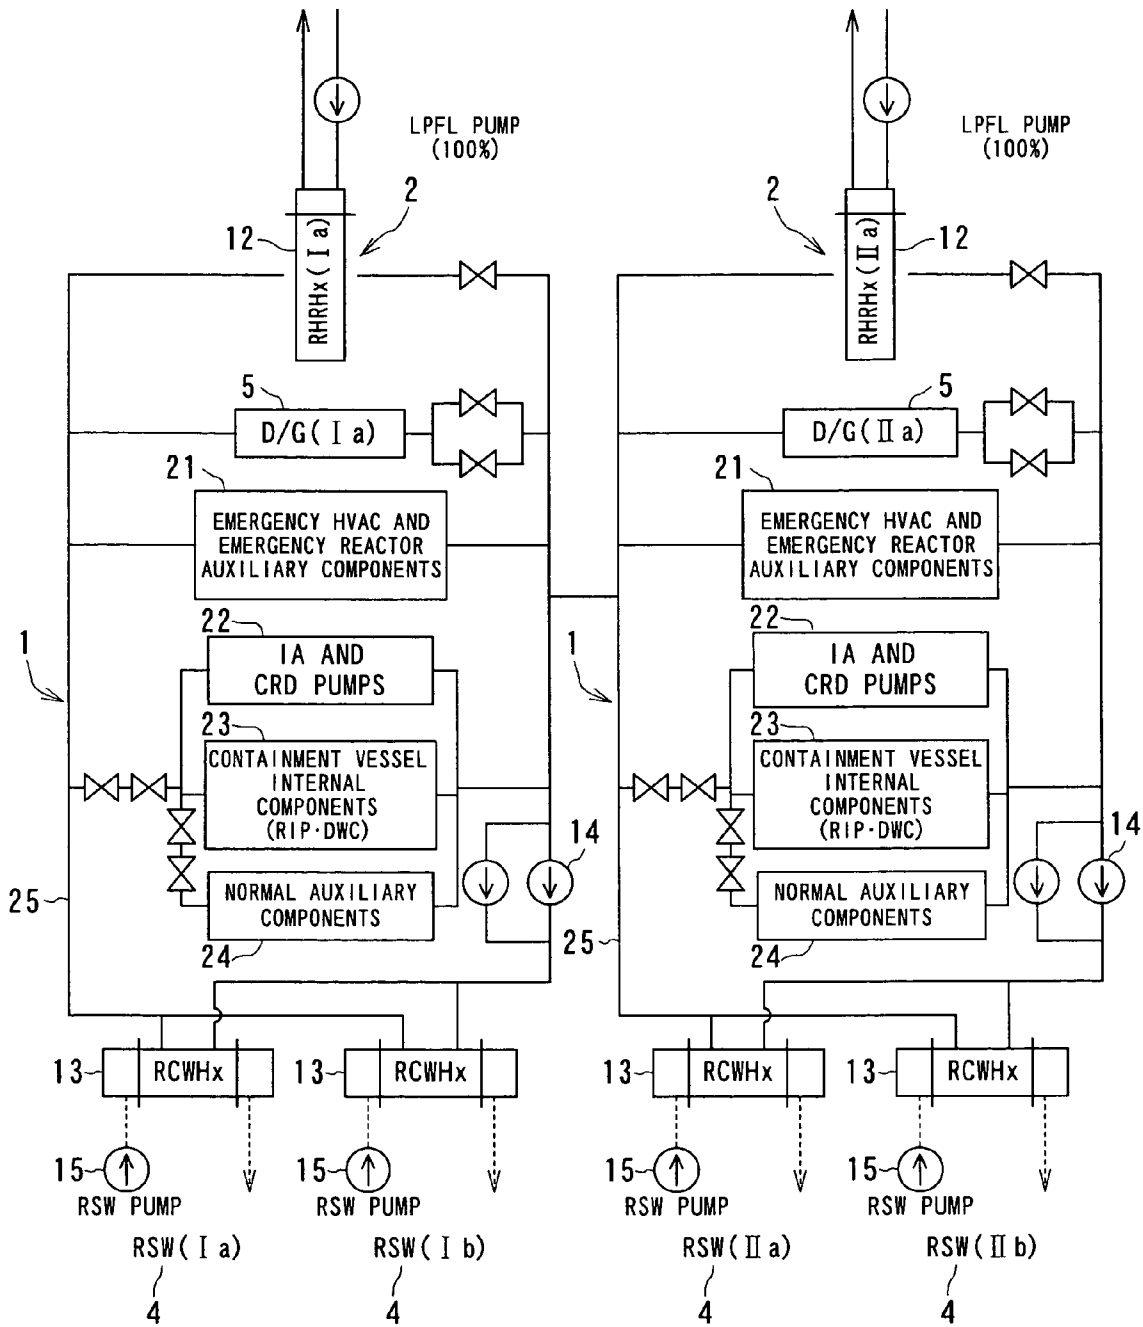 LPFL PUMP
(100%)
LPFL PUMP
(100%)
2
2
12
RHRHx(Ⅰa)
RHRHx(Ⅱa)
12
5
D/G(Ⅰa)
5
D/G(Ⅱa)
21
EMERGENCY HVAC AND
EMERGENCY REACTOR
AUXILIARY COMPONENTS
21
EMERGENCY HVAC AND
EMERGENCY REACTOR
AUXILIARY COMPONENTS
1
22
IA AND
CRD PUMPS
1
22
IA AND
CRD PUMPS
23
CONTAINMENT VESSEL
INTERNAL
COMPONENTS
(RIP·DWC)
23
CONTAINMENT VESSEL
INTERNAL
COMPONENTS
(RIP·DWC)
14
14
25
NORMAL AUXILIARY
COMPONENTS
24
25
NORMAL AUXILIARY
COMPONENTS
24
13
RCWHx
13
RCWHx
13
RCWHx
13
RCWHx
15
RSW PUMP
15
RSW PUMP
15
RSW PUMP
15
RSW PUMP
RSW(Ⅰa)
RSW(Ⅰb)
RSW(Ⅱa)
RSW(Ⅱb)
4
4
4
4